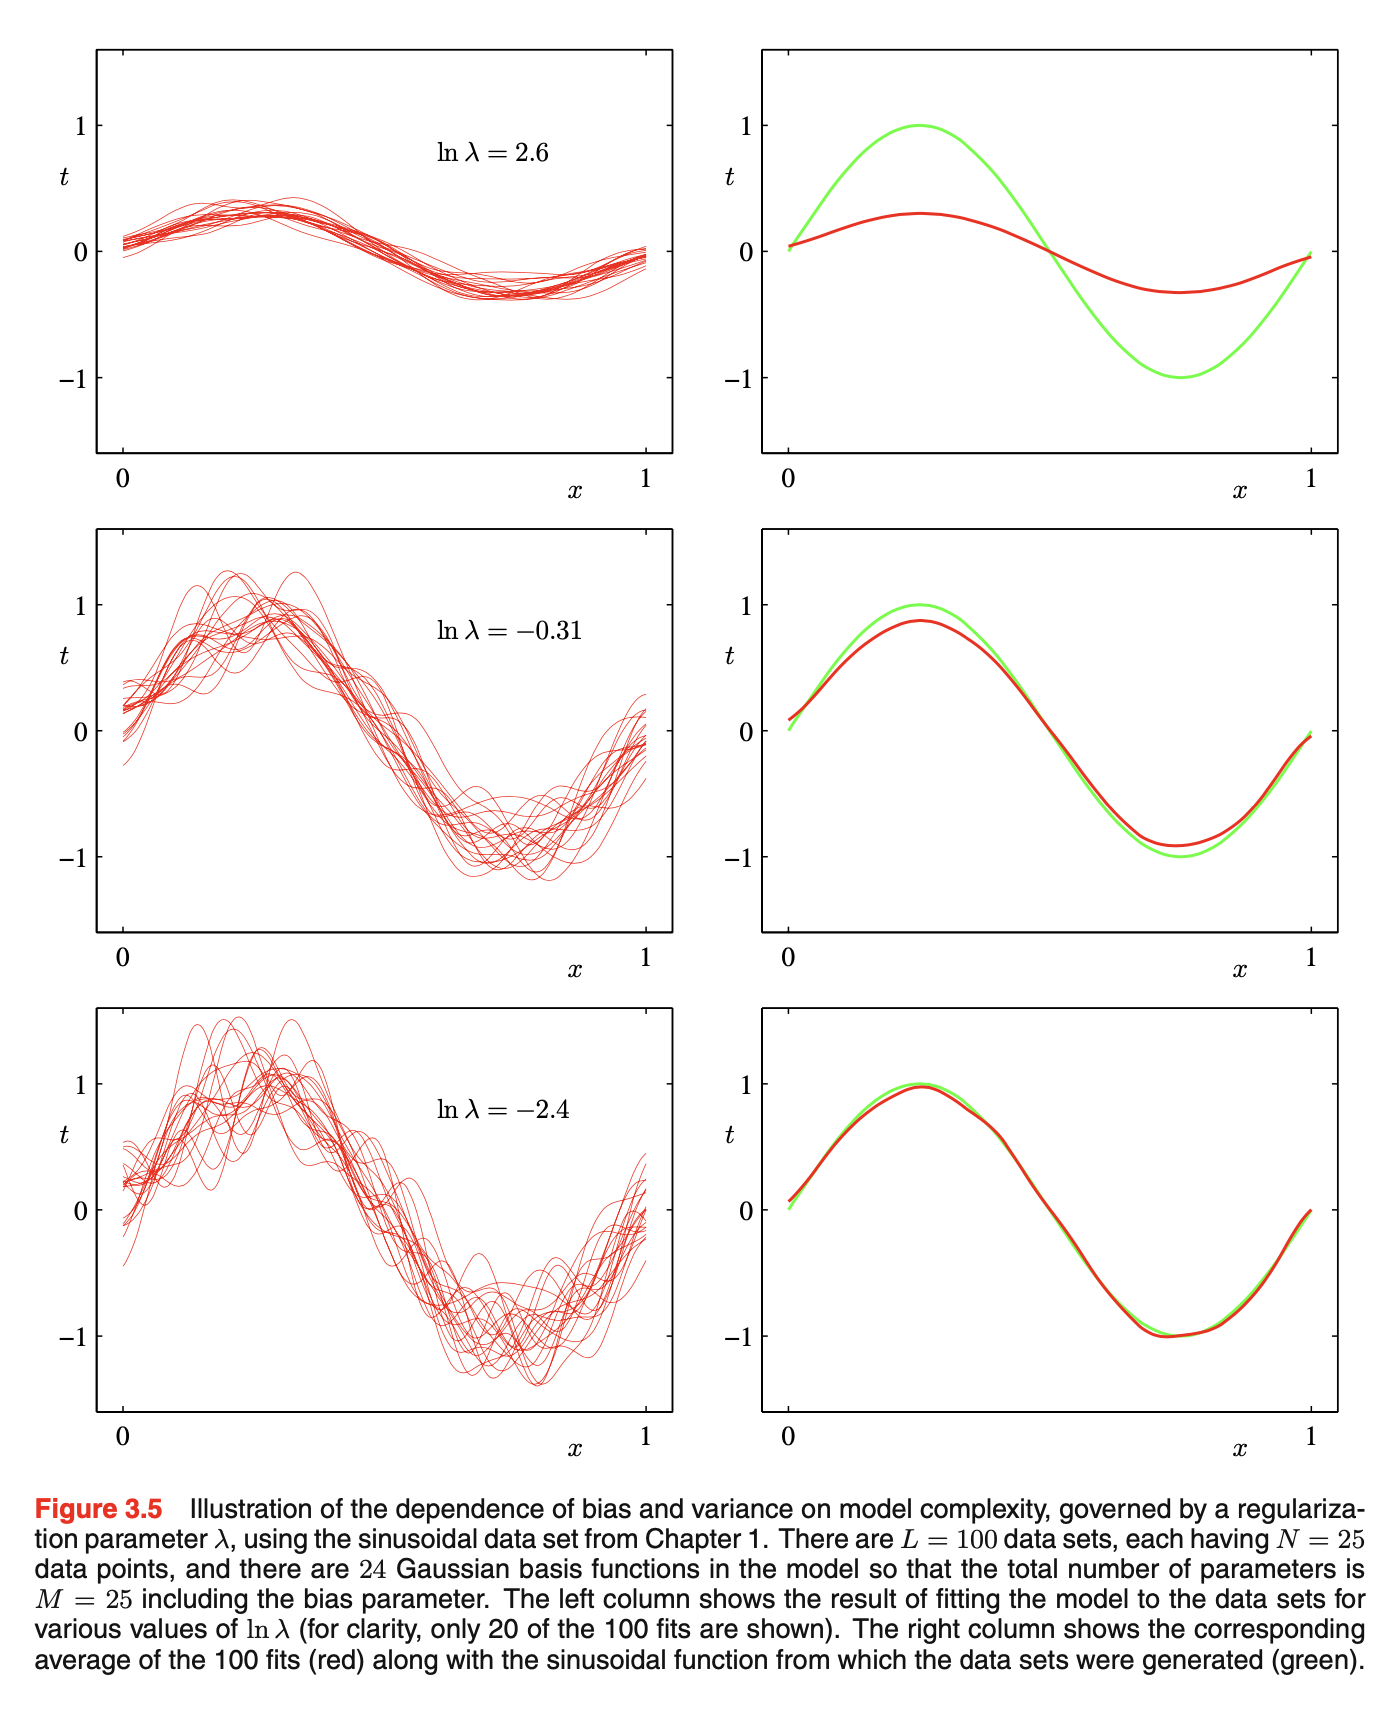 1
t
0
−1
0
x
1
ln λ = 2.6
1
t
0
−1
0
x
1
1
t
0
−1
0
x
1
ln λ = −0.31
1
t
0
−1
0
x
1
1
t
0
−1
0
x
1
ln λ = −2.4
1
t
0
−1
0
x
1
Figure 3.5 Illustration of the dependence of bias and variance on model complexity, governed by a regulariza-
tion parameter λ, using the sinusoidal data set from Chapter 1. There are L = 100 data sets, each having N = 25
data points, and there are 24 Gaussian basis functions in the model so that the total number of parameters is
M = 25 including the bias parameter. The left column shows the result of fitting the model to the data sets for
various values of ln λ (for clarity, only 20 of the 100 fits are shown). The right column shows the corresponding
average of the 100 fits (red) along with the sinusoidal function from which the data sets were generated (green).